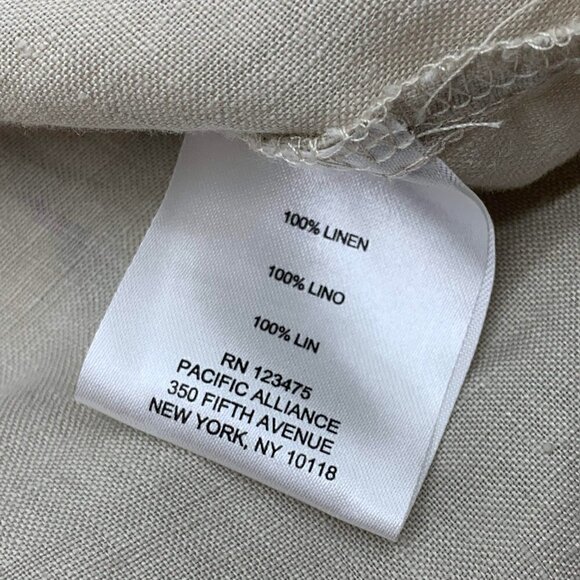 100% LINEN
100% LINO
100% LIN
RN 123475
PACIFIC ALLIANCE
350 FIFTH AVENUE
NEW YORK, NY 10118